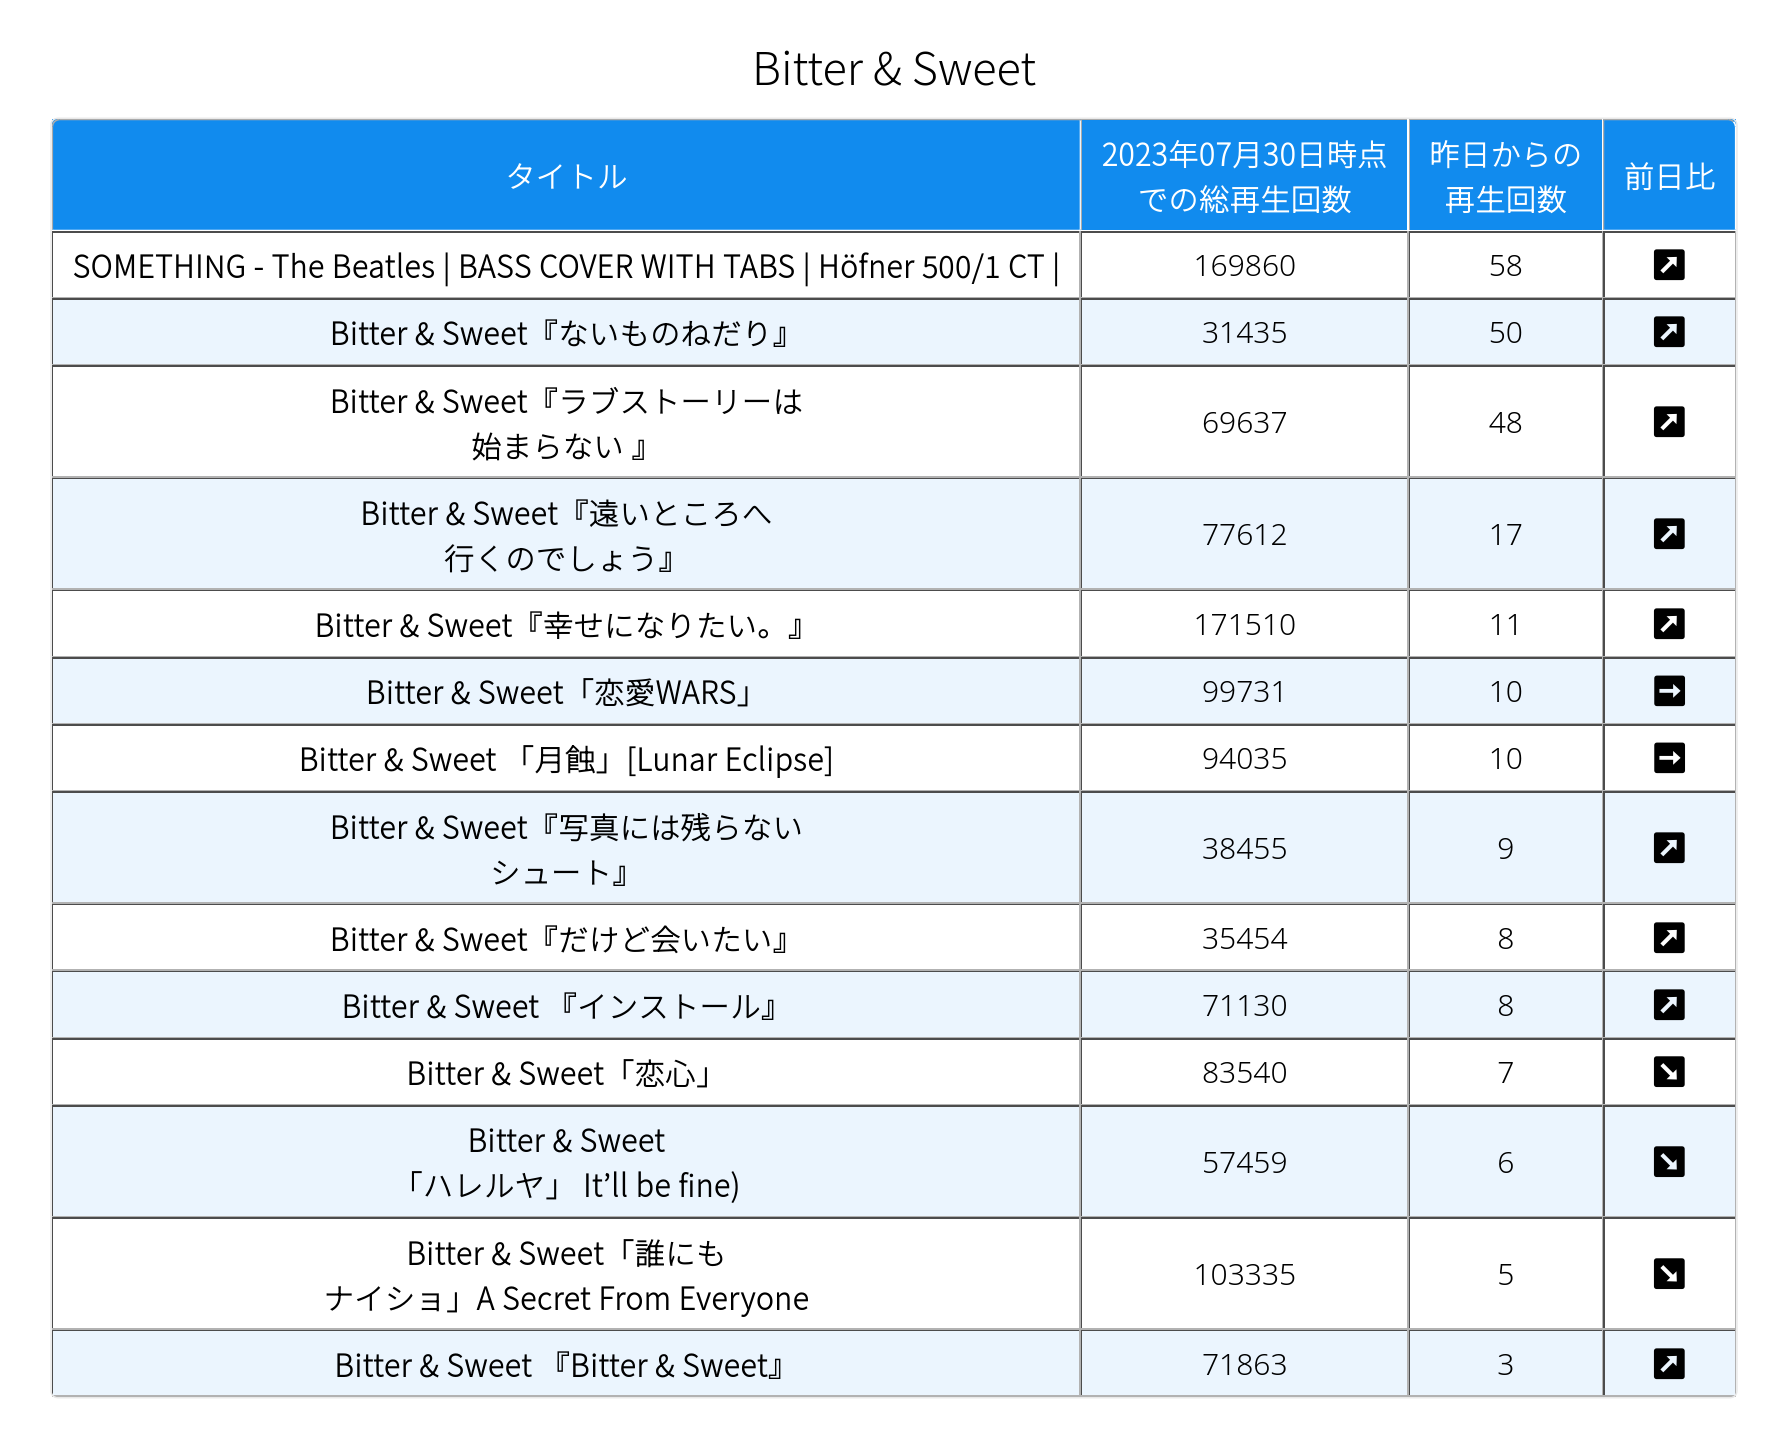 Bitter & Sweet
タイトル
2023年07月30日時点
での総再生回数
昨日からの
再生回数
前日比
SOMETHING - The Beatles | BASS COVER WITH TABS | Höfner 500/1 CT |
169860
58
Bitter & Sweet『ないものねだり』
31435
50
Bitter & Sweet『ラブストーリーは
始まらない 』
69637
48
Bitter & Sweet『遠いところへ
行くのでしょう』
77612
17
Bitter & Sweet『幸せになりたい。』
171510
11
Bitter & Sweet「恋愛WARS」
99731
10
Bitter & Sweet 「月蝕」[Lunar Eclipse]
94035
10
Bitter & Sweet『写真には残らない
シュート』
38455
9
Bitter & Sweet『だけど会いたい』
35454
8
Bitter & Sweet 『インストール』
71130
8
Bitter & Sweet「恋心」
83540
7
Bitter & Sweet
「ハレルヤ」 It’ll be fine)
57459
6
Bitter & Sweet「誰にも
ナイショ」A Secret From Everyone
103335
5
Bitter & Sweet 『Bitter & Sweet』
71863
3